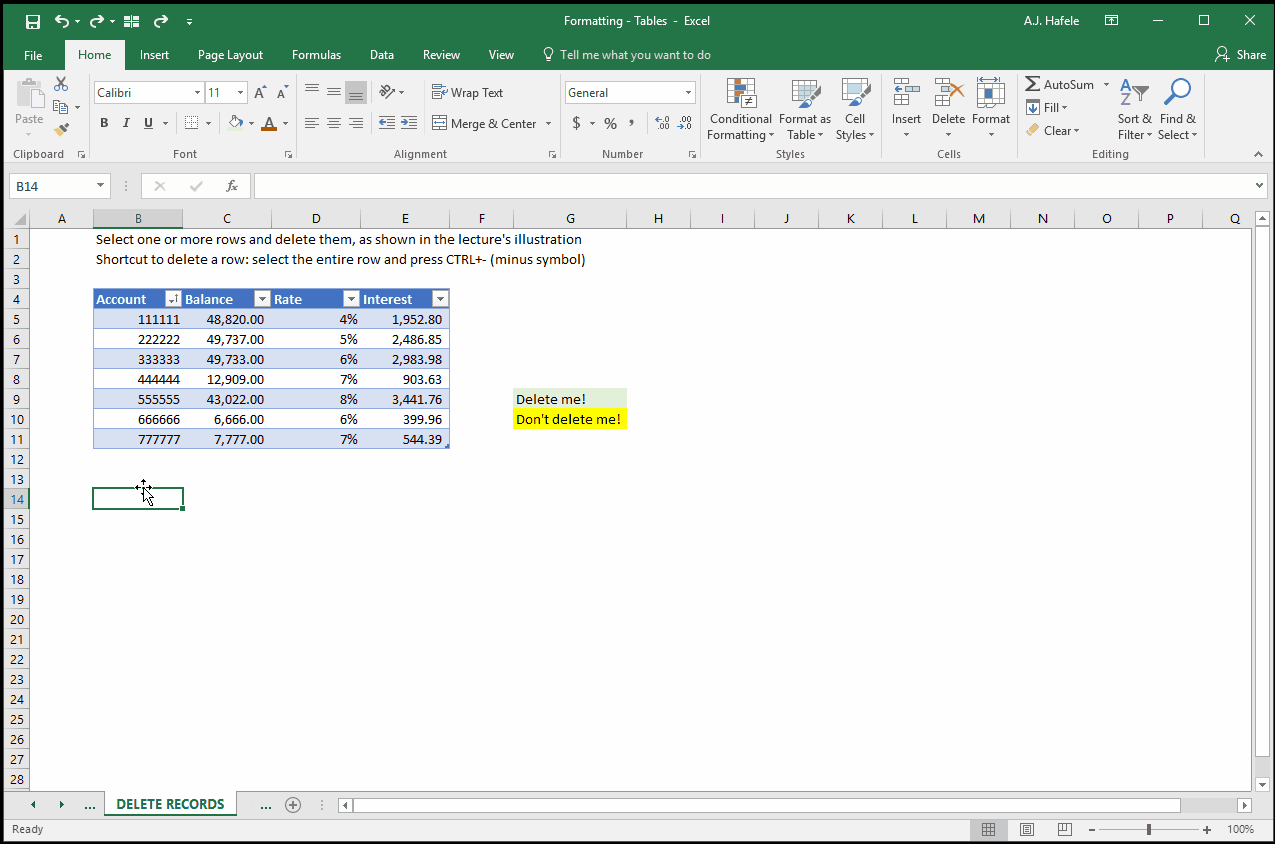 Formatting - Tables - Excel
A.J. Hafele
File Home Insert Page Layout Formulas Data Review View Tell me what you want to do Share
Paste
Clipboard
Calibri 11
B I U A
Font
Wrap Text
Merge & Center
Alignment
General
$ % ,
Number
Conditional Formatting
Format as Table
Cell Styles
Styles
Insert Delete Format
Cells
AutoSum
Fill
Clear
Sort & Filter
Find & Select
Editing
B14 fx
A B C D E F G H I J K L M N O P Q
1 Select one or more rows and delete them, as shown in the lecture's illustration
2 Shortcut to delete a row: select the entire row and press CTRL+- (minus symbol)
3
4 Account Balance Rate Interest
5 111111 48,820.00 4% 1,952.80
6 222222 49,737.00 5% 2,486.85
7 333333 49,733.00 6% 2,983.98
8 444444 12,909.00 7% 903.63
9 555555 43,022.00 8% 3,441.76 Delete me!
10 666666 6,666.00 6% 399.96 Don't delete me!
11 777777 7,777.00 7% 544.39
12
13
14
15
16
17
18
19
20
21
22
23
24
25
26
27
28
... DELETE RECORDS ...
Ready 100%